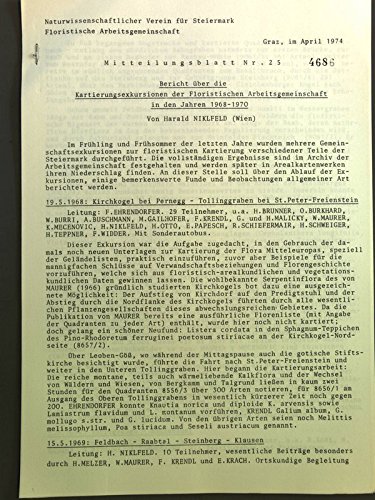 Naturwissenschaftlicher Verein für Steiermark
Floristische Arbeitsgemeinschaft
Graz, im April 1974
Mitteilungsblatt Nr.25 4686
Bericht über die
Kartierungsexkursionen der Floristischen Arbeitsgemeinschaft
in den Jahren 1968-1970
Von Harald NIKLFELD (Wien)
Im Frühling und Frühsommer der letzten Jahre wurden mehrere Gemein-
schaftsexkursionen zur floristischen Kartierung verschiedener Teile der
Steiermark durchgeführt. Die vollständigen Ergebnisse sind im Archiv der
Arbeitsgemeinschaft festgehalten und werden später in Arealkartenwerken
ihren Niederschlag finden. An dieser Stelle soll über den Ablauf der Ex-
kursionen, einige bemerkenswerte Funde und Beobachtungen allgemeiner Art
berichtet werden.
19.5.1968: Kirchkogel bei Pernegg - Tollinggraben bei St.Peter-Freienstein
Leitung: F.EHRENDORFER. 29 Teilnehmer, u.a. H.BRUNNER, O.BURKHARD,
W.BURRI, A.BUSCHMANN, M.GAILHOFER, F.KRENDL, G. und H.MALICKY, W.MAURER,
K.MECENOVIC, H.NIKLFELD, H.OTTO, E.PAPESCH, R.SCHIEFERMAIR, H.SCHWEIGER,
H.TEPPNER, F.WIDDER. Mit Sonderautobus.
Dieser Exkursion war die Aufgabe zugedacht, in den Gebrauch der da-
mals noch neuen Unterlagen zur Kartierung der Flora Mitteleuropas, speziell
der Geländelisten, praktisch einzuführen, zuvor aber Beispiele für die
mannigfachen Schlüsse auf Verwandtschaftsbeziehungen und Florengeschichte
vorzuführen, welche sich aus floristisch-arealkundlichen und vegetations-
kundlichen Daten gewinnen lassen. Die wohlbekannte Serpentinflora des von
MAURER (1966) gründlich studierten Kirchkogels bot dazu eine ausgezeich-
nete Möglichkeit: Der Aufstieg von Kirchdorf auf den Predigtstuhl und der
Abstieg durch die Nordflanke des Kirchkogels führten durch alle wesentli-
chen Pflanzengesellschaften dieses abwechslungsreichen Gebietes. Da die
Publikation von MAURER bereits eine ausführliche Florenliste (mit Angabe
der Quadranten zu jeder Art) enthält, wurde hier noch nicht kartiert,
doch gelang ein schöner Neufund: Listera cordata in den Sphagnum-Teppichen
des Pino-Rhodoretum ferruginei poetosum stiriacae an der Kirchkogel-Nord-
seite (8657/2).
Über Leoben-Göß, wo während der Mittagspause auch die gotische Stifts-
kirche besichtigt wurde, führte die Fahrt nach St.Peter-Freienstein und
in den Unteren Tollinggraben. Hier begann die Kartierungsarbeit:
Die reiche montane, teils auch wärmeliebende Kalkflora und der Wechsel
von Wäldern und Wiesen, von Bergkamm und Talgrund ließen in kaum zwei
Stunden für den Quadranten 8556/3 über 300 Arten notieren, für 8656/1 am
Ausgang des Oberen Tollinggrabens in wesentlich kürzerer Zeit noch gegen
200. EHRENDORFER konnte Knautia norica und diploide K. arvensis sowie
Lamiastrum flavidum und L. montanum vorführen, KRENDL Galium album, G.
mollugo s.str. und G. lucidum. Von den übrigen Arten seien noch Melittis
melissophyllum, Poa stiriaca und Seseli austriacum genannt.
15.5.1969: Feldbach - Raabtal - Steinberg - Klausen
Leitung: H. NIKLFELD. 10 Teilnehmer, wesentliche Beiträge besonders
durch H.MELZER, W.MAURER, F. KRENDL und E.KRACH. Ortskundige Begleitung